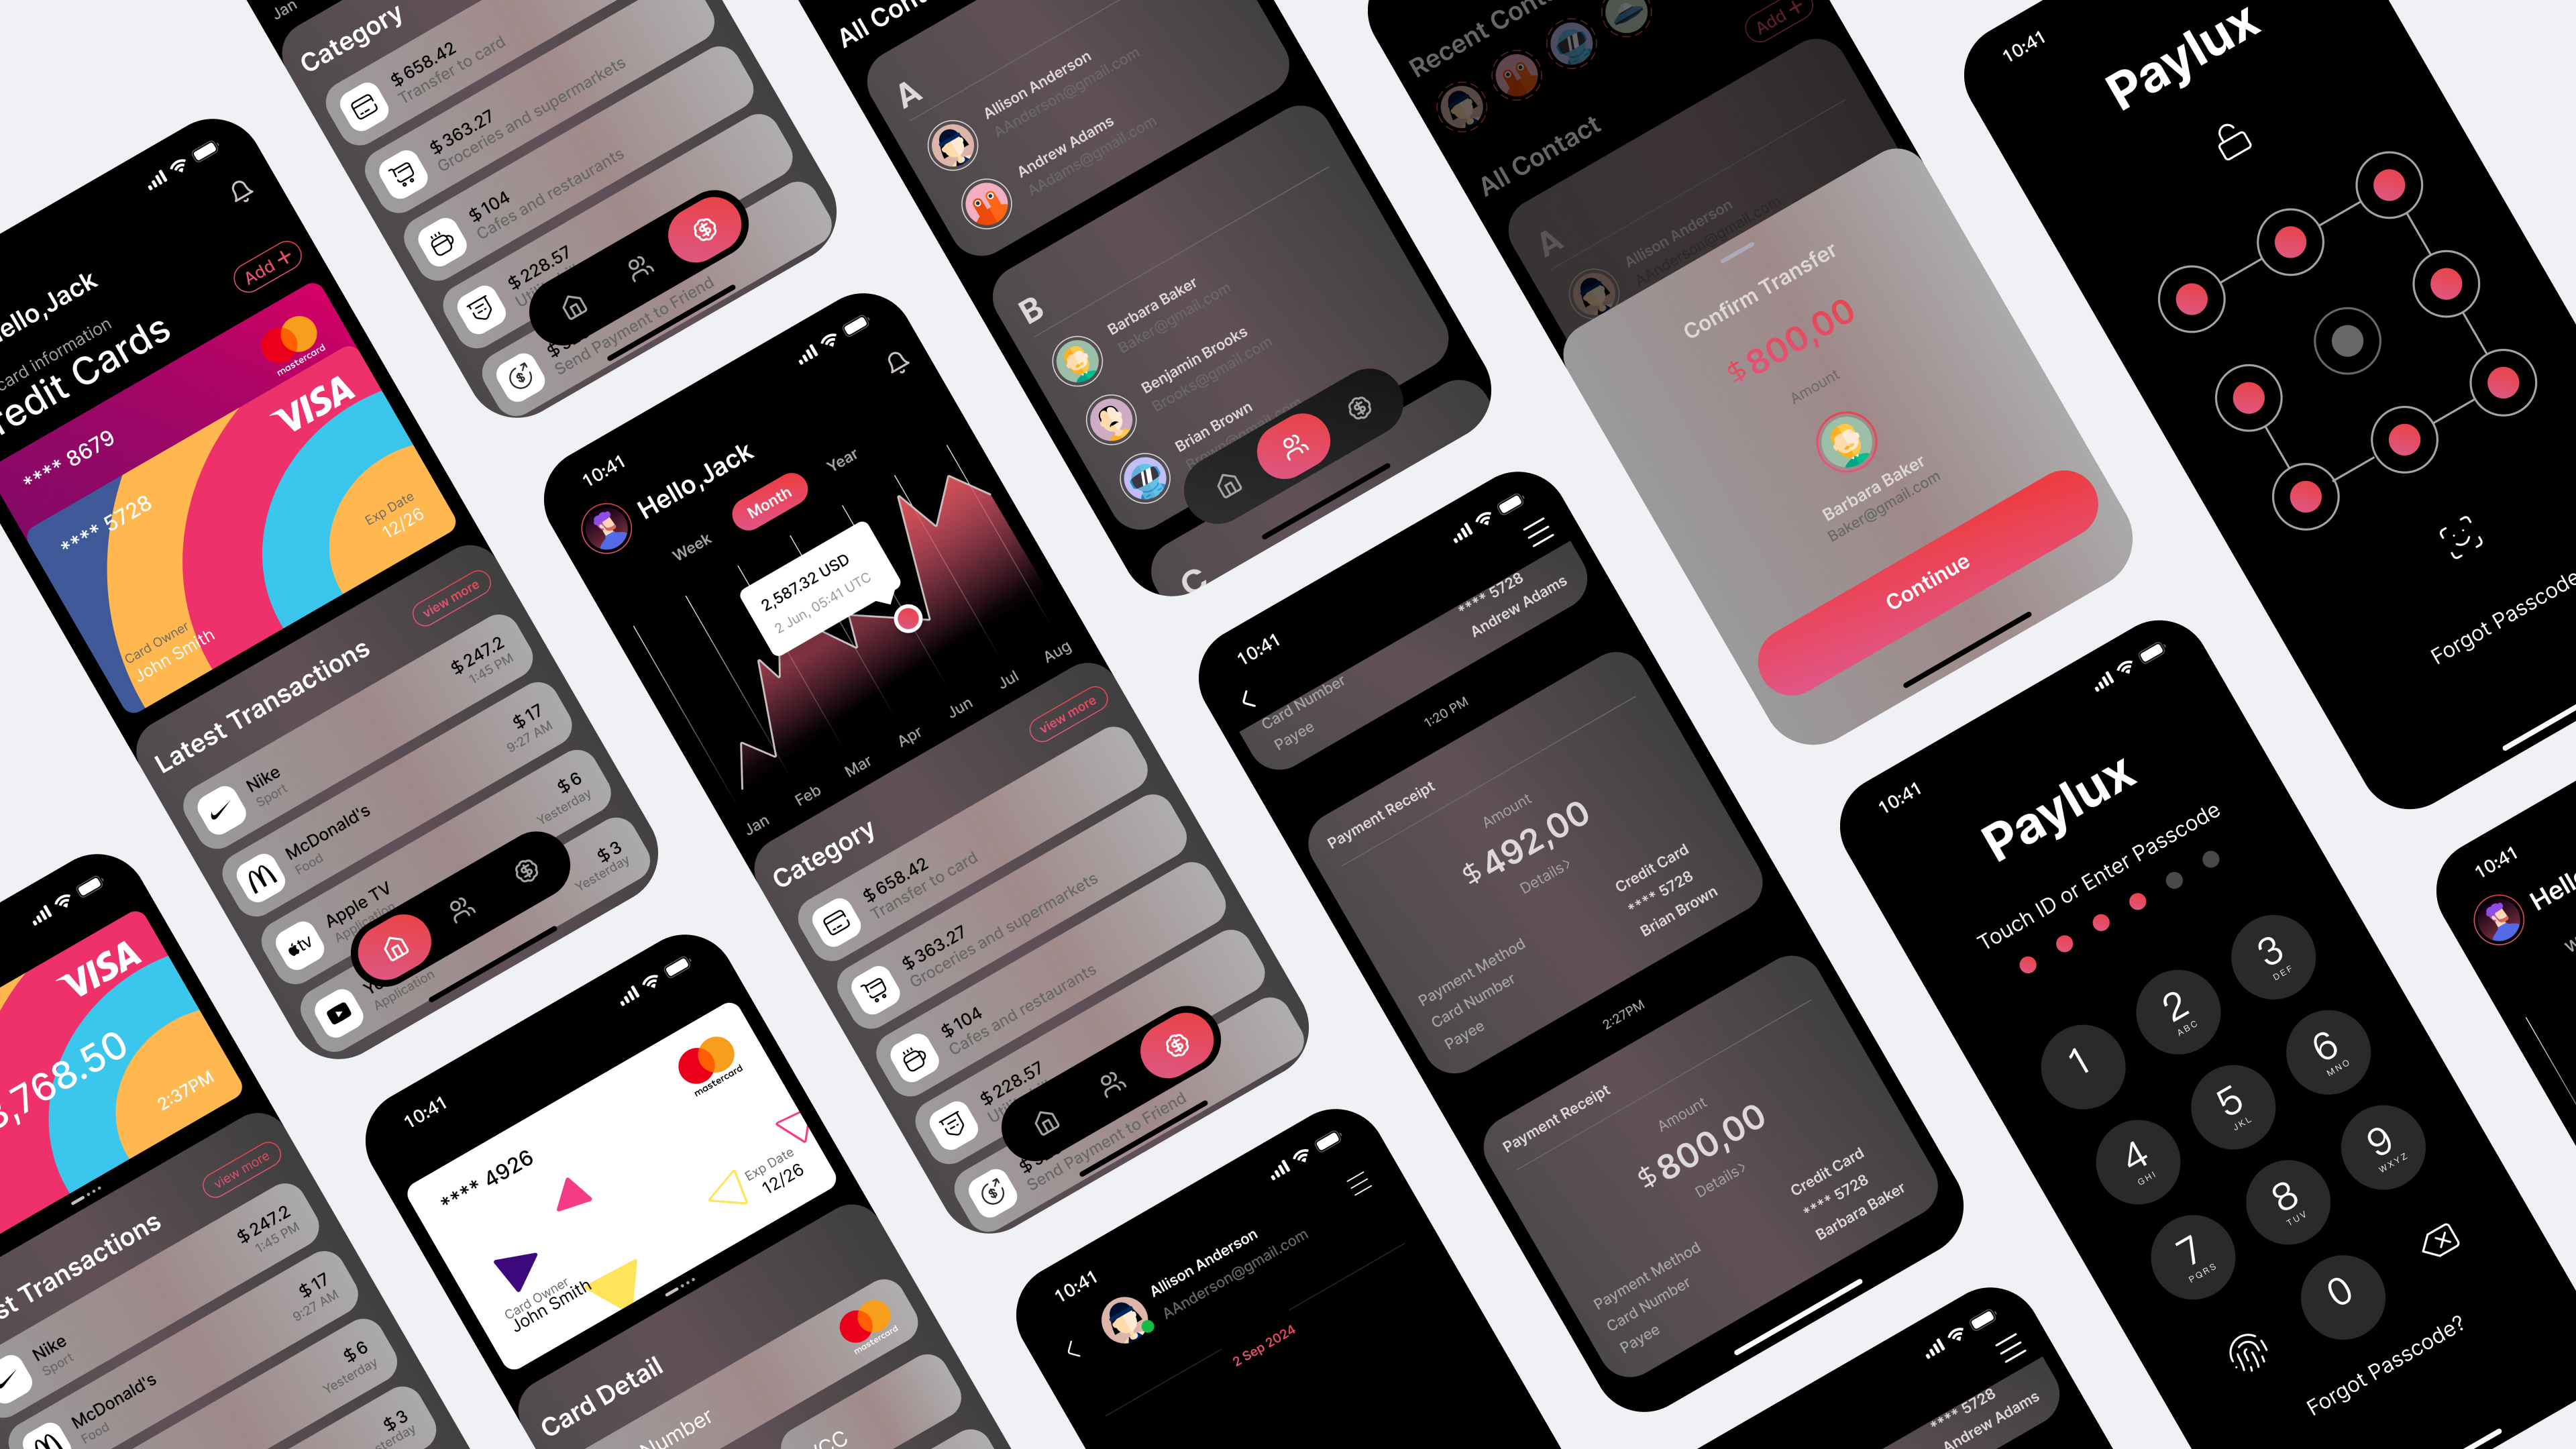 Jan
Category
$658.42
Transfer to card
$363.27
Groceries and supermarkets
$104
Cafes and restaurants
$228.57
Send Payment to Friend
Hello,Jack
card information
Credit Cards
Add +
mastercard
**** 8679
VISA
**** 5728
Exp Date
12/26
Card Owner
John Smith
Latest Transactions
view more
Nike
Sport
$247.2
1:45 PM
McDonald's
Food
$17
9:27 AM
Apple TV
Application
$6
Yesterday
tv
Application
$3
Yesterday
VISA
,768.50
2:37PM
view more
Transactions
Nike
Sport
$247.2
1:45 PM
McDonald's
Food
$17
9:27 AM
$6
Yesterday
$3
10:41
mastercard
**** 4926
Exp Date
12/26
Card Owner
John Smith
Card Detail
mastercard
Number
10:41
Hello,Jack
Week
Month
Year
2,587.32 USD
2 Jun, 05:41 UTC
Jan
Feb
Mar
Apr
Jun
Jul
Aug
Category
view more
$658.42
Transfer to card
$363.27
Groceries and supermarkets
$104
Cafes and restaurants
$228.57
Send Payment to Friend
All Contact
A
Allison Anderson
AAnderson@gmail.com
Andrew Adams
AAdams@gmail.com
B
Barbara Baker
Baker@gmail.com
Benjamin Brooks
Brooks@gmail.com
Brian Brown
Brown@gmail.com
C
10:41
Allison Anderson
AAnderson@gmail.com
2 Sep 2024
10:41
**** 5728
Andrew Adams
Card Number
Payee
1:20 PM
Payment Receipt
Amount
$492,00
Details>
Payment Method
Credit Card
Card Number
**** 5728
Payee
Brian Brown
2:27PM
Payment Receipt
Amount
$800,00
Details>
Payment Method
Credit Card
Card Number
**** 5728
Payee
Barbara Baker
Recent Contact
Add +
All Contact
A
Allison Anderson
AAnderson@gmail.com
Confirm Transfer
$800,00
Amount
Barbara Baker
Baker@gmail.com
Continue
10:41
Paylux
Forgot Passcode
10:41
Paylux
Touch ID or Enter Passcode
1
2
ABC
3
DEF
4
GHI
5
JKL
6
MNO
7
PQRS
8
TUV
9
WXYZ
0
Forgot Passcode?
**** 5728
Andrew Adams
10:41
Hello